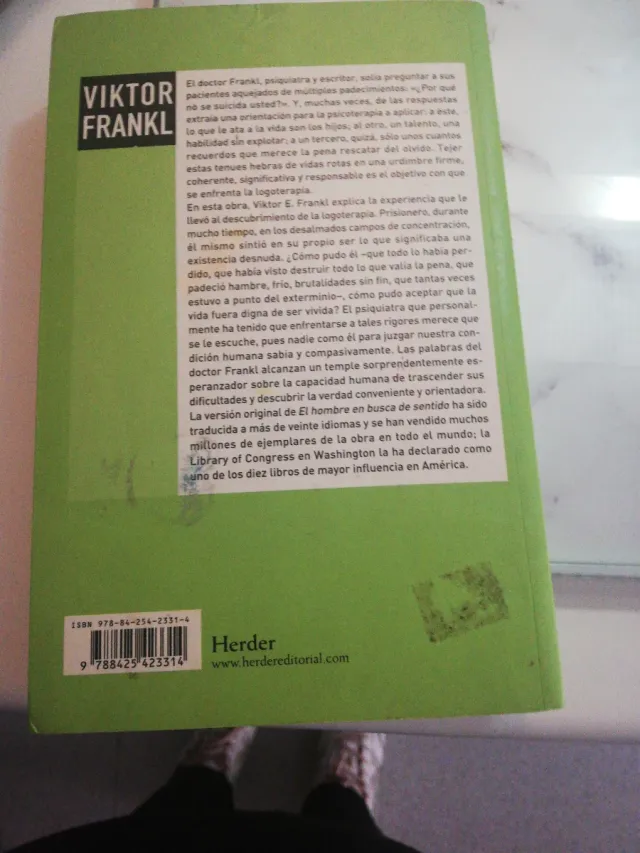 VIKTOR
FRANKL
El doctor Frankl, psiquiatra y escritor, solía preguntar a sus
pacientes aquejados de múltiples padecimientos: «¿Por qué
no se suicida usted?». Y, muchas veces, de las respuestas
extraía una orientación para la psicoterapia a aplicar: a éste,
lo que le ata a la vida son los hijos; al otro, un talento, una
habilidad sin explotar; a un tercero, quizá, sólo unos cuantos
recuerdos que merece la pena rescatar del olvido. Tejer
estas tenues hebras de vidas rotas en una urdimbre firme,
coherente, significativa y responsable es el objetivo con que
se enfrenta la logoterapia.
En esta obra, Viktor E. Frankl explica la experiencia que le
llevó al descubrimiento de la logoterapia. Prisionero, durante
mucho tiempo, en los desalmados campos de concentración,
él mismo sintió en su propio ser lo que significaba una
existencia desnuda. ¿Cómo pudo él –que todo lo había per-
dido, que había visto destruir todo lo que valía la pena, que
padeció hambre, frío, brutalidades sin fin, que tantas veces
estuvo a punto del exterminio–, cómo pudo aceptar que la
vida fuera digna de ser vivida? El psiquiatra que personal-
mente ha tenido que enfrentarse a tales rigores merece que
se le escuche, pues nadie como él para juzgar nuestra con-
dición humana sabia y compasivamente. Las palabras del
doctor Frankl alcanzan un temple sorprendentemente es-
peranzador sobre la capacidad humana de trascender sus
dificultades y descubrir la verdad conveniente y orientadora.
La versión original de El hombre en busca de sentido ha sido
traducida a más de veinte idiomas y se han vendido muchos
millones de ejemplares de la obra en todo el mundo; la
Library of Congress en Washington la ha declarado como
uno de los diez libros de mayor influencia en América.
ISBN 978-84-254-2331-4
9 788425 423314
Herder
www.herdereditorial.com